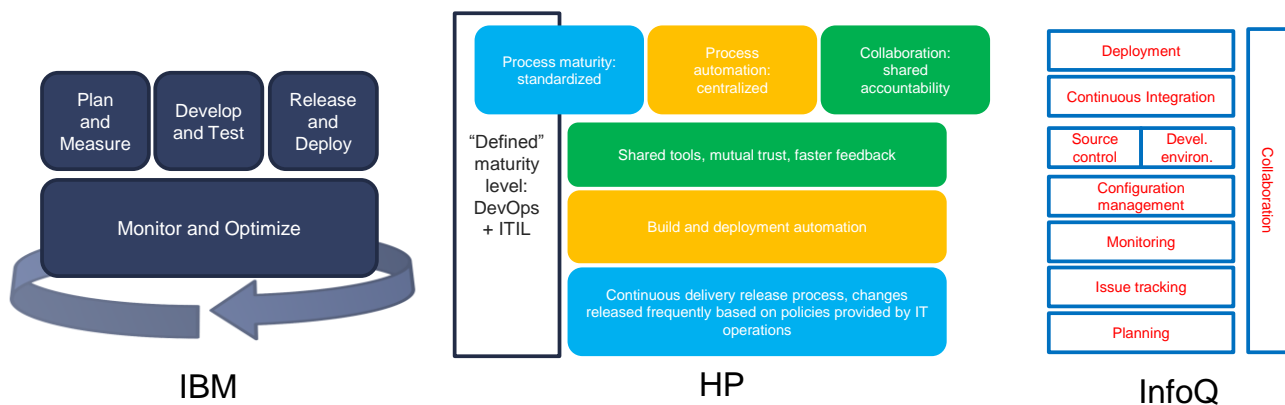 Plan
and
Measure
Develop
and Test
Release
and
Deploy
Monitor and Optimize
IBM
Process maturity:
standardized
Process
automation:
centralized
Collaboration:
shared
accountability
“Defined”
maturity
level:
DevOps
+ ITIL
Shared tools, mutual trust, faster feedback
Build and deployment automation
Continuous delivery release process, changes
released frequently based on policies provided by IT
operations
HP
Deployment
Continuous Integration
Source
control
Devel.
environ.
Configuration
management
Monitoring
Issue tracking
Planning
Collaboration
InfoQ